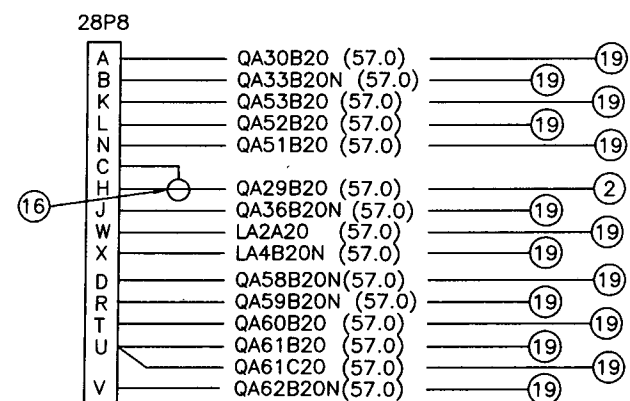 28P8
A QA30B20 (57.0) 19
B QA33B20N (57.0) 19
K QA53B20 (57.0) 19
L QA52B20 (57.0) 19
N QA51B20 (57.0) 19
C
H QA29B20 (57.0) 2
16
J QA36B20N (57.0) 19
W LA2A20 (57.0) 19
X LA4B20N (57.0) 19
D QA58B20N(57.0) 19
R QA59B20N (57.0) 19
T QA60B20 (57.0) 19
U QA61B20 (57.0) 19
QA61C20 (57.0) 19
V QA62B20N(57.0) 19